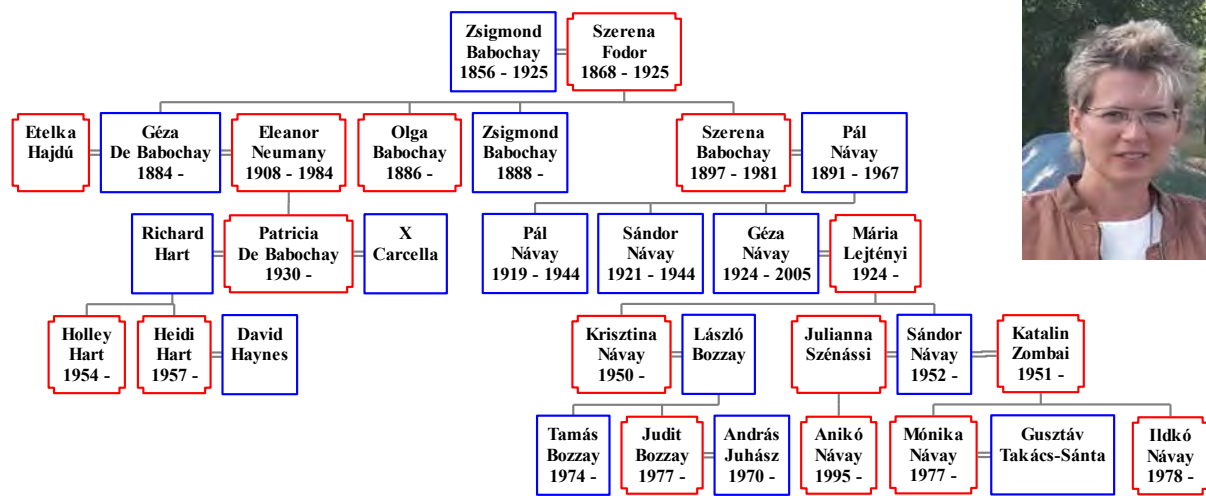 Zsigmond
Babochay
1856 - 1925
Szerena
Fodor
1868 - 1925
Etelka
Hajdú
Géza
De Babochay
1884 -
Eleanor
Neumany
1908 - 1984
Olga
Babochay
1886 -
Zsigmond
Babochay
1888 -
Szerena
Babochay
1897 - 1981
Pál
Návay
1891 - 1967
Richard
Hart
Patricia
De Babochay
1930 -
X
Carcella
Pál
Návay
1919 - 1944
Sándor
Návay
1921 - 1944
Géza
Návay
1924 - 2005
Mária
Lejtényi
1924 -
Holley
Hart
1954 -
Heidi
Hart
1957 -
David
Haynes
Krisztina
Návay
1950 -
László
Bozzay
Julianna
Szénássi
Sándor
Návay
1952 -
Katalin
Zombai
1951 -
Tamás
Bozzay
1974 -
Judit
Bozzay
1977 -
András
Juhász
1970 -
Anikó
Návay
1995 -
Mónika
Návay
1977 -
Gusztáv
Takács-Sánta
Ildkó
Návay
1978 -